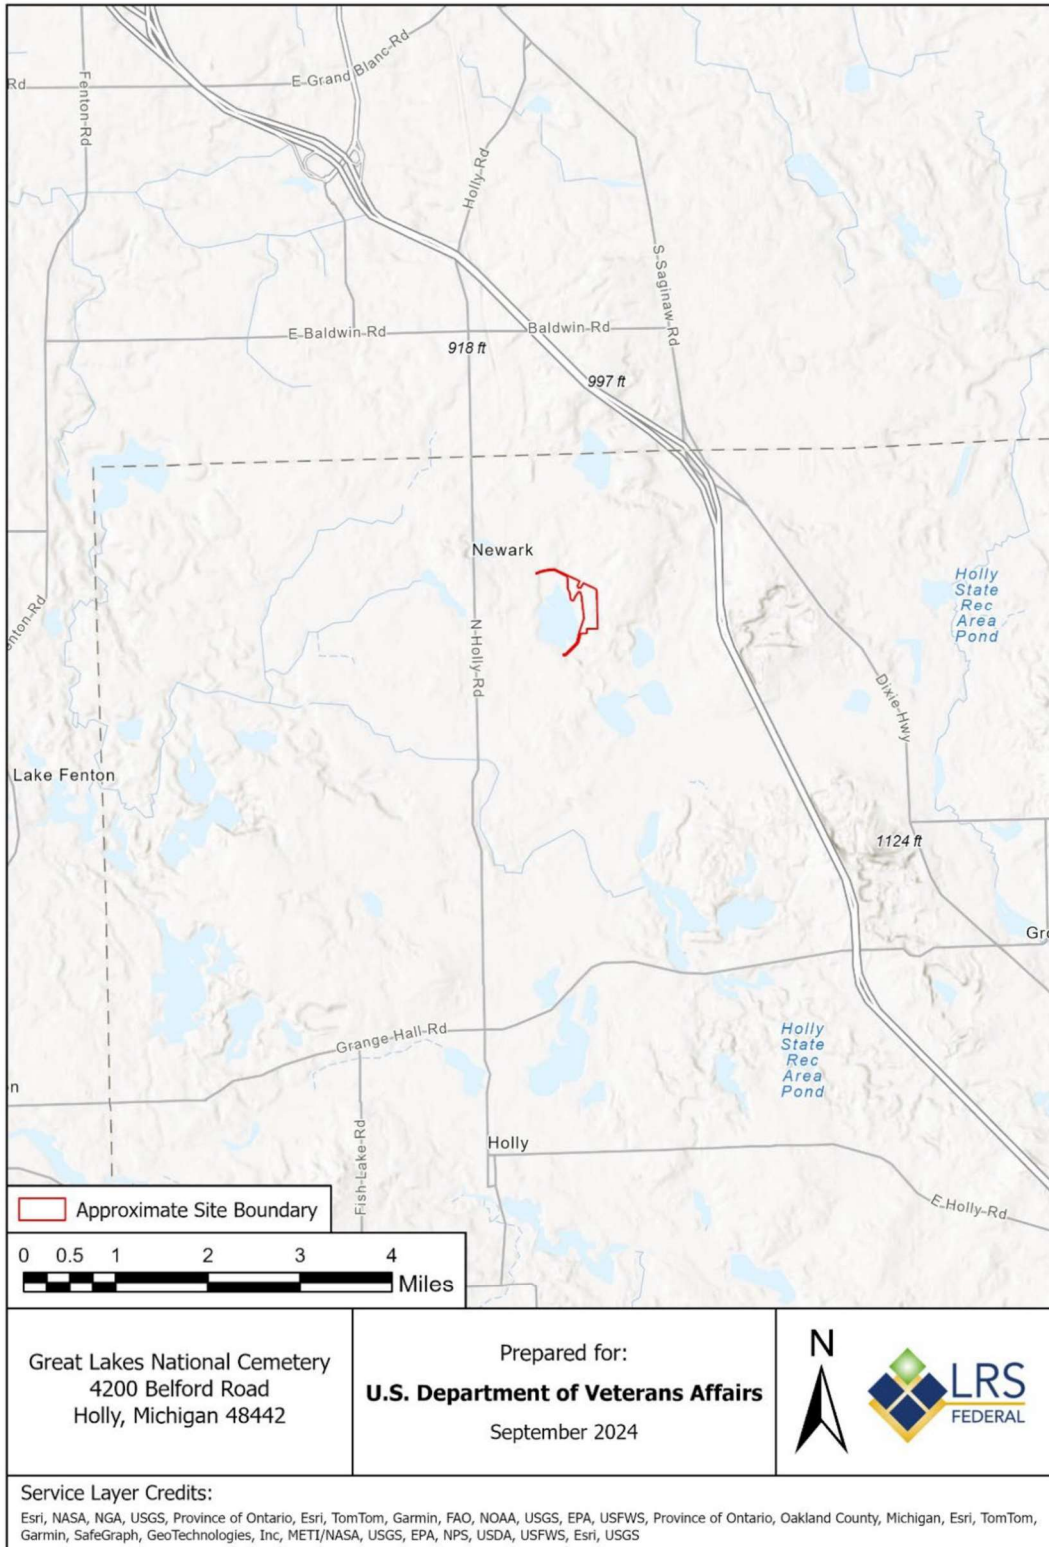 E-Grand Blanc-Rd
Rd
Fenton-Rd
Holly-Rd
S-Saginaw-Rd
E-Baldwin-Rd
Baldwin-Rd
918 ft
997 ft
Newark
Holly
State
Rec
Area
Pond
enton-Rd
N-Holly-Rd
Dixie-Hwy
Lake Fenton
1124 ft
Gro
Holly
State
Rec
Area
Pond
Grange-Hall-Rd
n
Fish-Lake-Rd
Holly
E-Holly-Rd
Approximate Site Boundary
0 0.5 1 2 3 4
Miles
Great Lakes National Cemetery
4200 Belford Road
Holly, Michigan 48442
Prepared for:
U.S. Department of Veterans Affairs
September 2024
N
LRS
FEDERAL
Service Layer Credits:
Esri, NASA, NGA, USGS, Province of Ontario, Esri, TomTom, Garmin, FAO, NOAA, USGS, EPA, USFWS, Province of Ontario, Oakland County, Michigan, Esri, TomTom,
Garmin, SafeGraph, GeoTechnologies, Inc, METI/NASA, USGS, EPA, NPS, USDA, USFWS, Esri, USGS